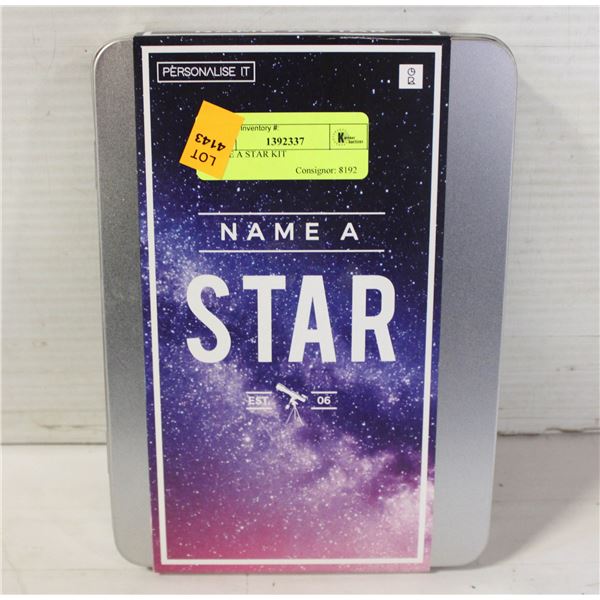 PERSONALISE IT
LOT
4143
Inventory #:
1392337
A STAR KIT
Consignor: 8192
NAME A
STAR
EST. 06